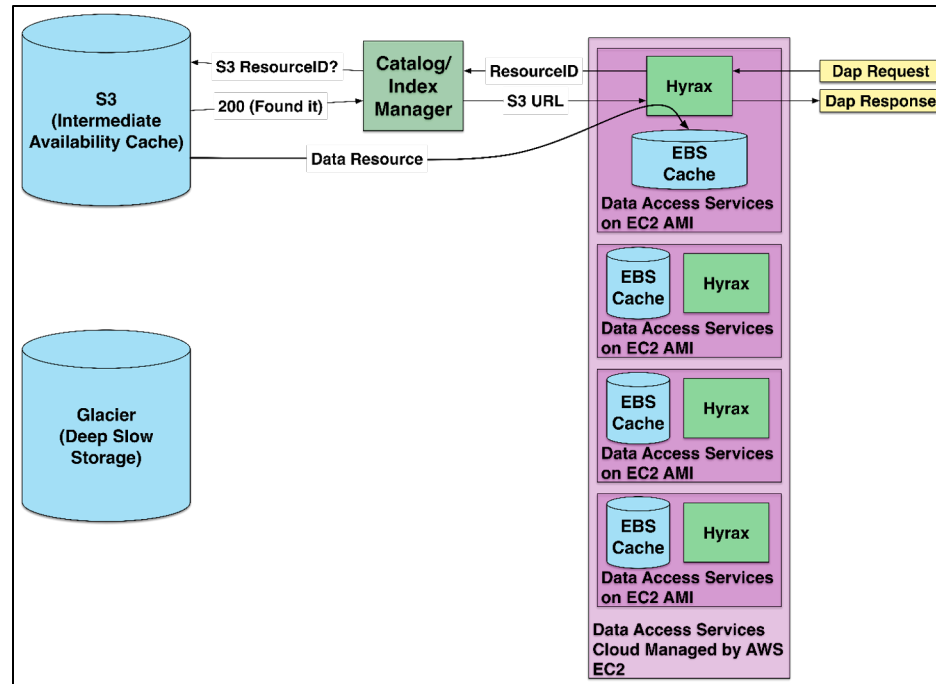 S3
(Intermediate
Availability Cache)
S3 ResourceID?
200 (Found it)
Data Resource
Catalog/
Index
Manager
ResourceID
S3 URL
Hyrax
Dap Request
Dap Response
EBS
Cache
Data Access Services
on EC2 AMI
EBS
Cache
Hyrax
Data Access Services
on EC2 AMI
Glacier
(Deep Slow
Storage)
EBS
Cache
Hyrax
Data Access Services
on EC2 AMI
EBS
Cache
Hyrax
Data Access Services
on EC2 AMI
Data Access Services
Cloud Managed by AWS
EC2